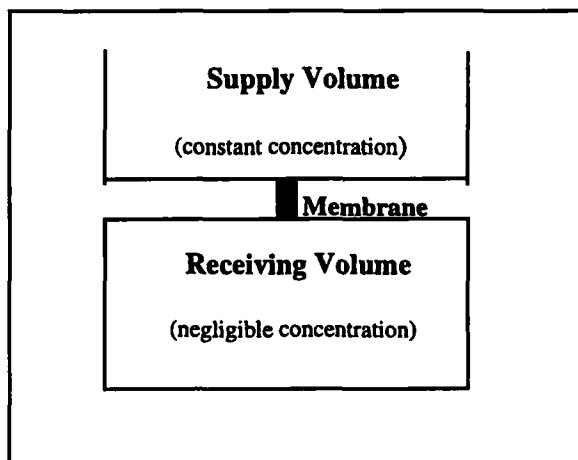 Supply Volume
(constant concentration)
Membrane
Receiving Volume
(negligible concentration)